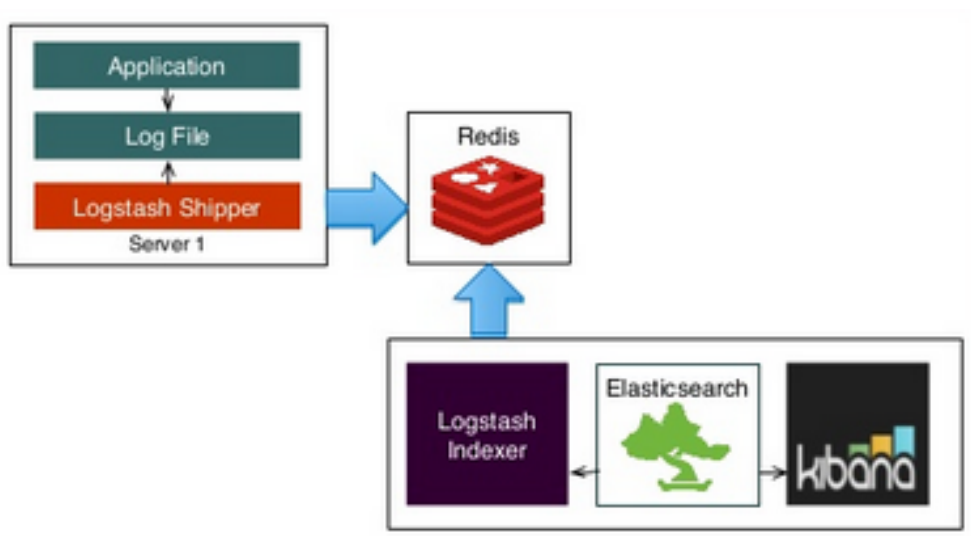 Application
Log File
Logstash Shipper
Server 1
Redis
Logstash
Indexer
Elasticsearch
kibana